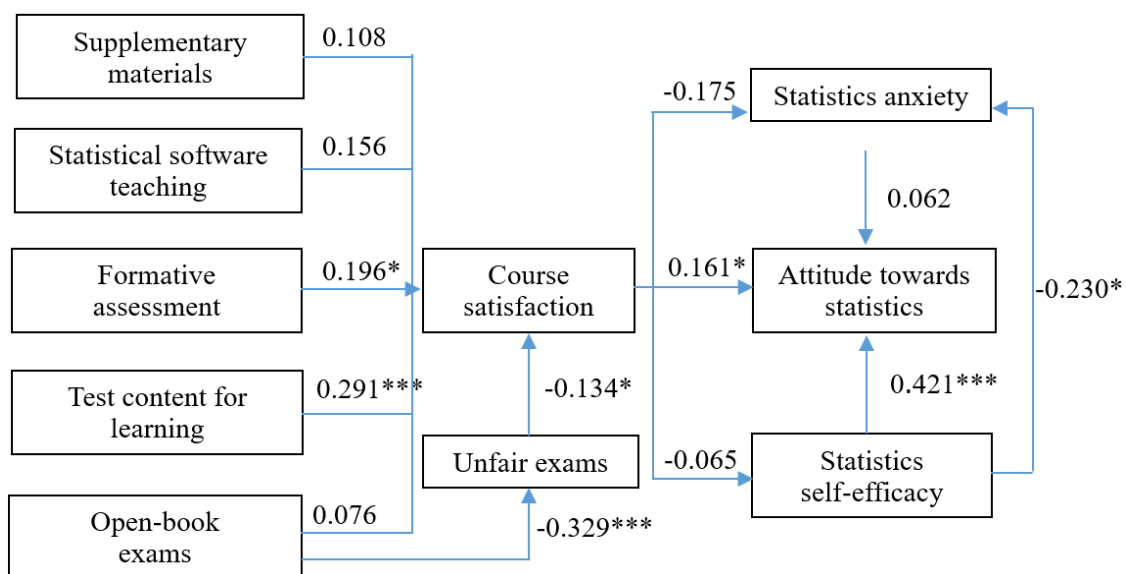 Supplementary
materials
0.108
Statistical software
teaching
0.156
Formative
assessment
0.196*
Test content for
learning
0.291***
Open-book
exams
0.076
-0.329***
Course
satisfaction
-0.134*
Unfair exams
-0.175
0.161*
-0.065
Statistics anxiety
0.062
Attitude towards
statistics
0.421***
Statistics
self-efficacy
-0.230*